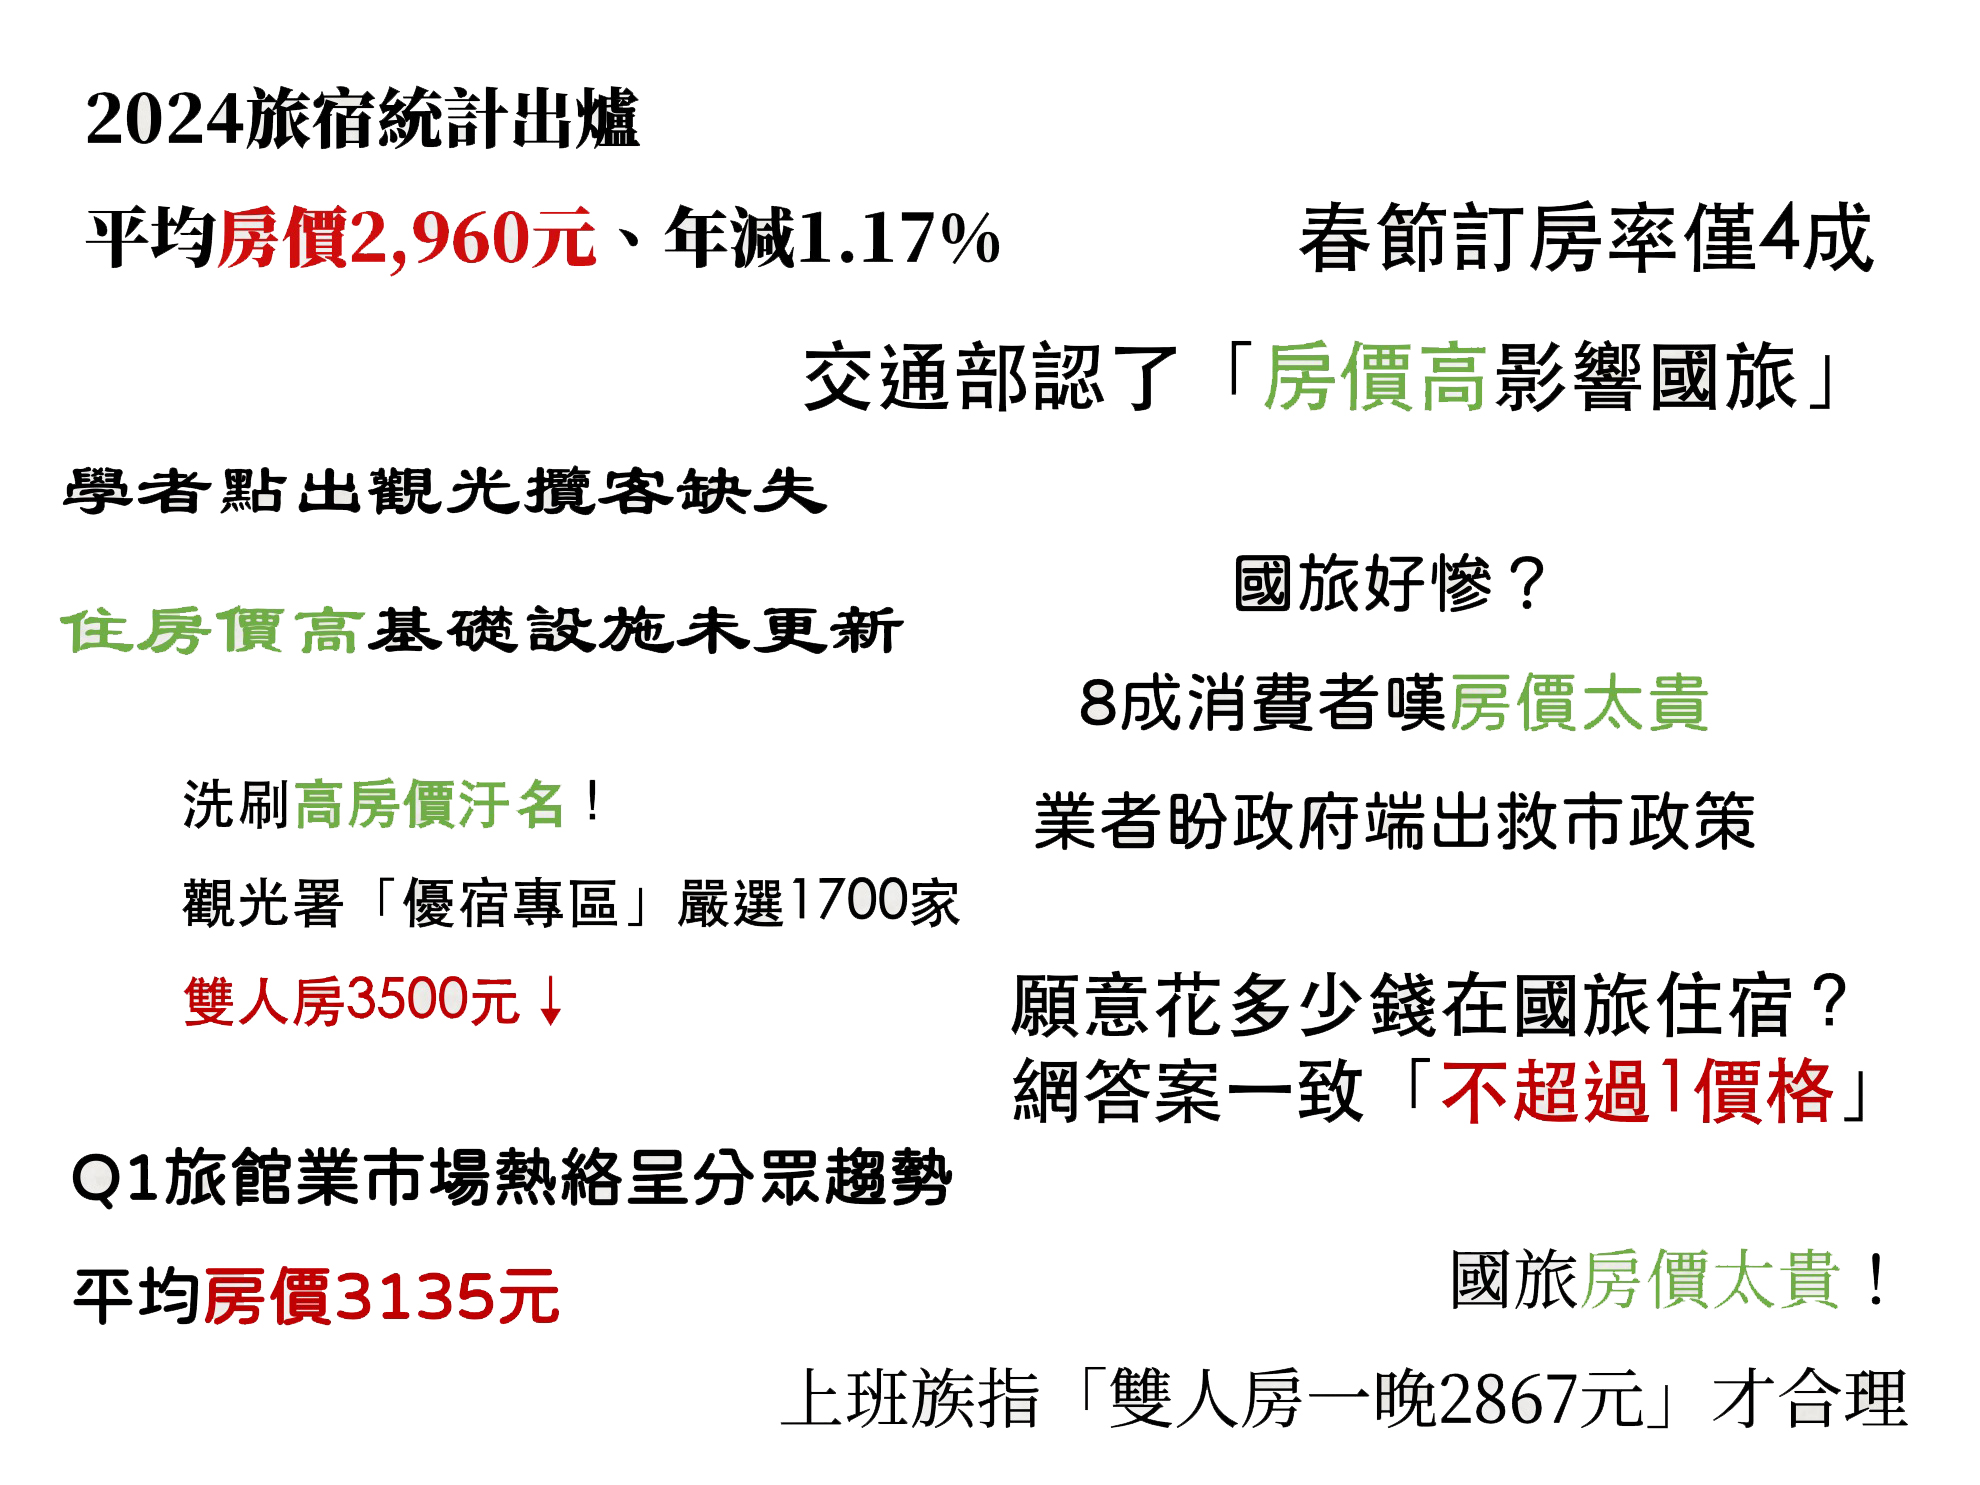 2024旅宿統計出爐
平均房價2,960元、年減1.17%
春節訂房率僅4成
交通部認了「房價高影響國旅」
學者點出觀光攬客缺失
住房價高基礎設施未更新
國旅好慘？
8成消費者嘆房價太貴
業者盼政府端出救市政策
洗刷高房價汙名！
觀光署「優宿專區」嚴選1700家
雙人房3500元↓
願意花多少錢在國旅住宿？
網答案一致「不超過1價格」
Q1旅館業市場熱絡呈分眾趨勢
平均房價3135元
國旅房價太貴！
上班族指「雙人房一晚2867元」才合理